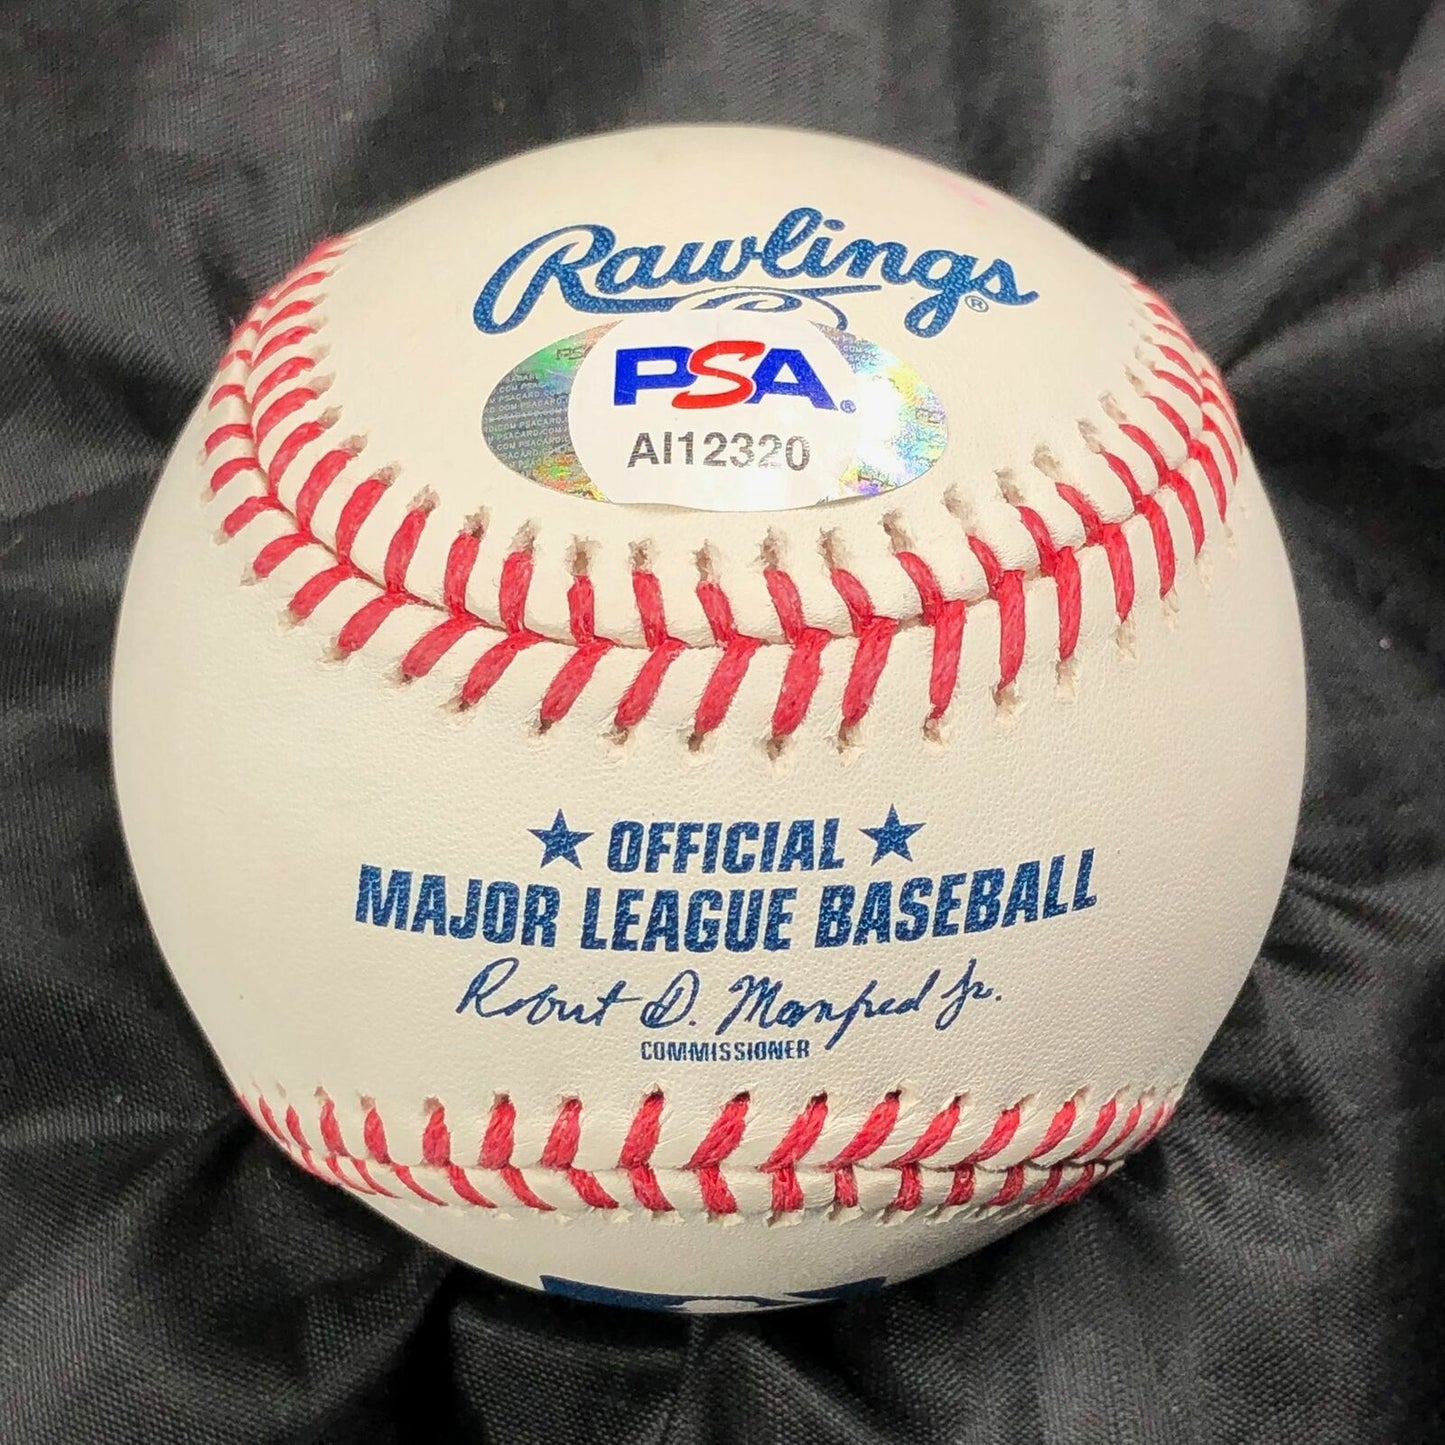 Rawlings®
PSA®
AI12320
★ OFFICIAL ★
MAJOR LEAGUE BASEBALL
Robert D. Manfred Jr.
COMMISSIONER